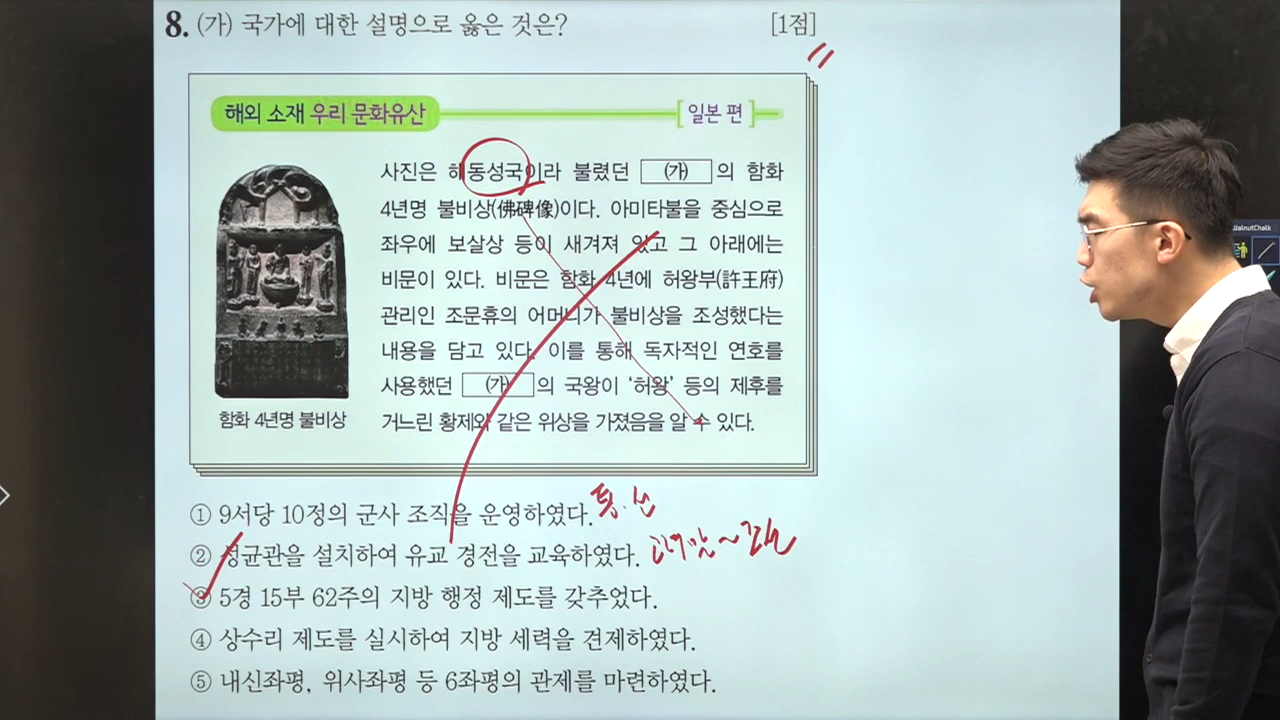 8. (가) 국가에 대한 설명으로 옳은 것은? [1점]
해외 소재 우리 문화유산 [일본 편]
사진은 해동성국이라 불렸던 (가) 의 함화
4년명 불비상(佛碑像)이다. 아미타불을 중심으로
좌우에 보살상 등이 새겨져 있고 그 아래에는
비문이 있다. 비문은 함화 4년에 허왕부(許王府)
관리인 조문휴의 어머니가 불비상을 조성했다는
내용을 담고 있다. 이를 통해 독자적인 연호를
사용했던 (가) 의 국왕이 '허왕' 등의 제후를
거느린 황제와 같은 위상을 가졌음을 알 수 있다.
함화 4년명 불비상
① 9서당 10정의 군사 조직을 운영하였다. 통.신
② 성균관을 설치하여 유교 경전을 교육하였다. 고려 말~조선
③ 5경 15부 62주의 지방 행정 제도를 갖추었다.
④ 상수리 제도를 실시하여 지방 세력을 견제하였다.
⑤ 내신좌평, 위사좌평 등 6좌평의 관제를 마련하였다.
WalnutChalk